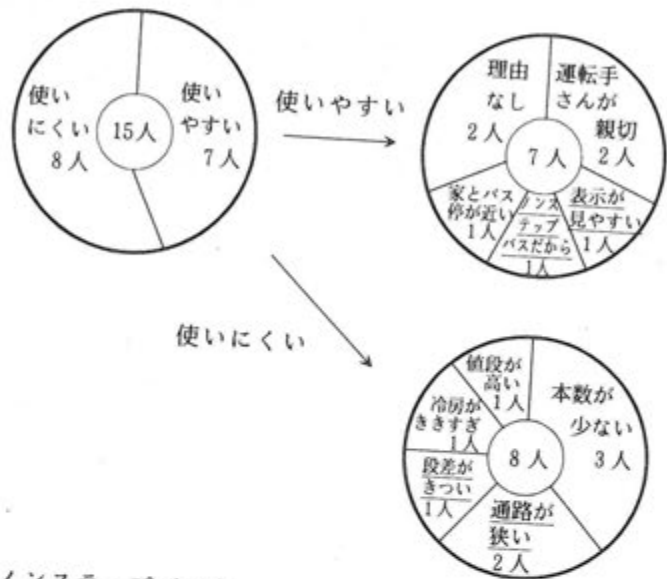 使い
にくい
8人
15人
使い
やすい
7人
使いやすい
理由
なし
2人
運転手
さんが
親切
2人
7人
家とバス
停が近い
1人
ノンス
テップ
バスだから
1人
表示が
見やすい
1人
使いにくい
値段が
高い
1人
本数が
少ない
3人
冷房が
ききすぎ
1人
8人
段差が
きつい
1人
通路が
狭い
2人